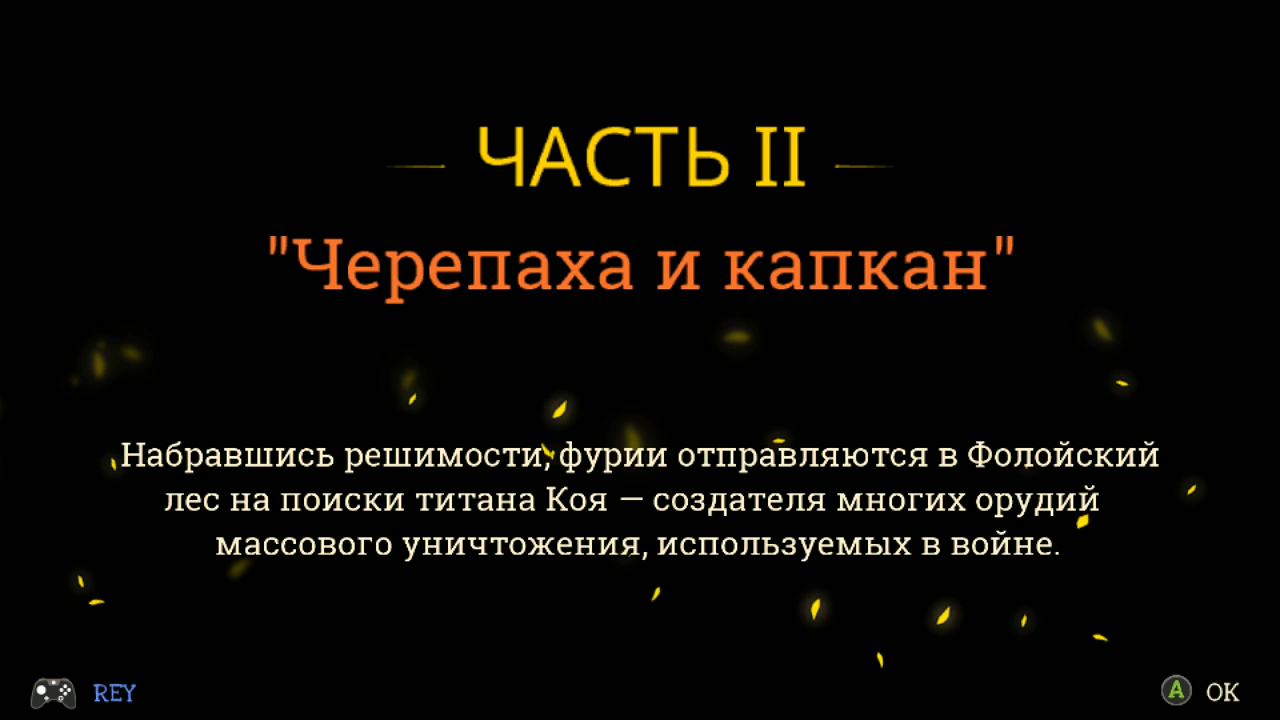 ЧАСТЬ II
"Черепаха и капкан"
Набравшись решимости, фурии отправляются в Фолойский
лес на поиски титана Коя — создателя многих орудий
массового уничтожения, используемых в войне.
REY
A OK